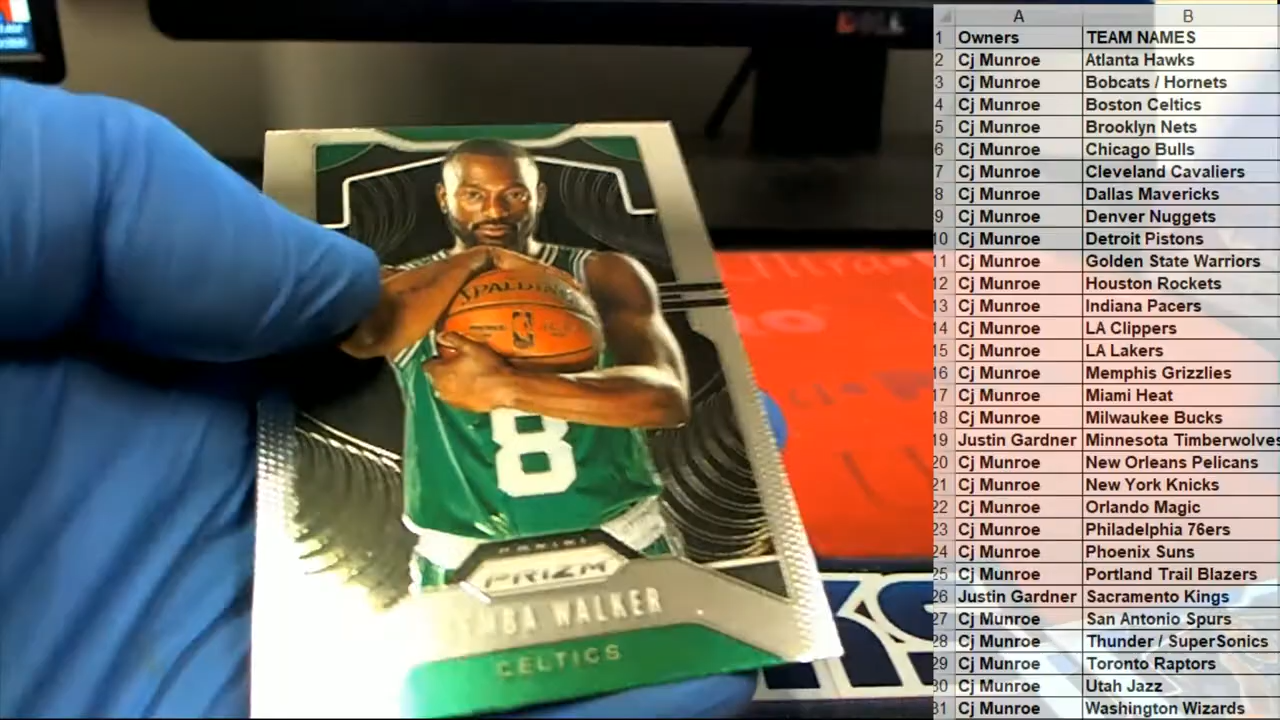 DELL
SPALDING
8
PANINI
PRIZM
WALKER
CELTICS
A B
1 Owners TEAM NAMES
2 Cj Munroe Atlanta Hawks
3 Cj Munroe Bobcats / Hornets
4 Cj Munroe Boston Celtics
5 Cj Munroe Brooklyn Nets
6 Cj Munroe Chicago Bulls
7 Cj Munroe Cleveland Cavaliers
8 Cj Munroe Dallas Mavericks
9 Cj Munroe Denver Nuggets
10 Cj Munroe Detroit Pistons
11 Cj Munroe Golden State Warriors
12 Cj Munroe Houston Rockets
13 Cj Munroe Indiana Pacers
14 Cj Munroe LA Clippers
15 Cj Munroe LA Lakers
16 Cj Munroe Memphis Grizzlies
17 Cj Munroe Miami Heat
18 Cj Munroe Milwaukee Bucks
19 Justin Gardner Minnesota Timberwolves
20 Cj Munroe New Orleans Pelicans
21 Cj Munroe New York Knicks
22 Cj Munroe Orlando Magic
23 Cj Munroe Philadelphia 76ers
24 Cj Munroe Phoenix Suns
25 Cj Munroe Portland Trail Blazers
26 Justin Gardner Sacramento Kings
27 Cj Munroe San Antonio Spurs
28 Cj Munroe Thunder / SuperSonics
29 Cj Munroe Toronto Raptors
30 Cj Munroe Utah Jazz
31 Cj Munroe Washington Wizards